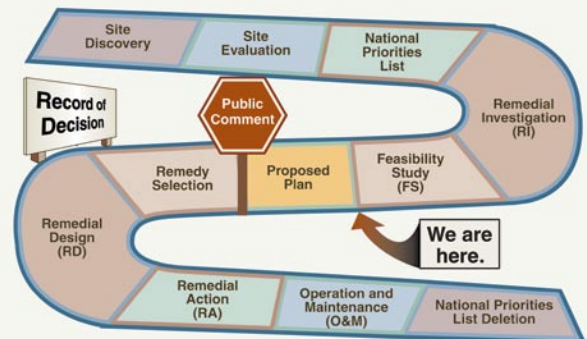 Site
Discovery
Site
Evaluation
National
Priorities
List
Remedial
Investigation
(RI)
Feasibility
Study
(FS)
Proposed
Plan
Public
Comment
Remedy
Selection
Record of
Decision
Remedial
Design
(RD)
Remedial
Action
(RA)
Operation and
Maintenance
(O&M)
National Priorities
List Deletion
We are
here.